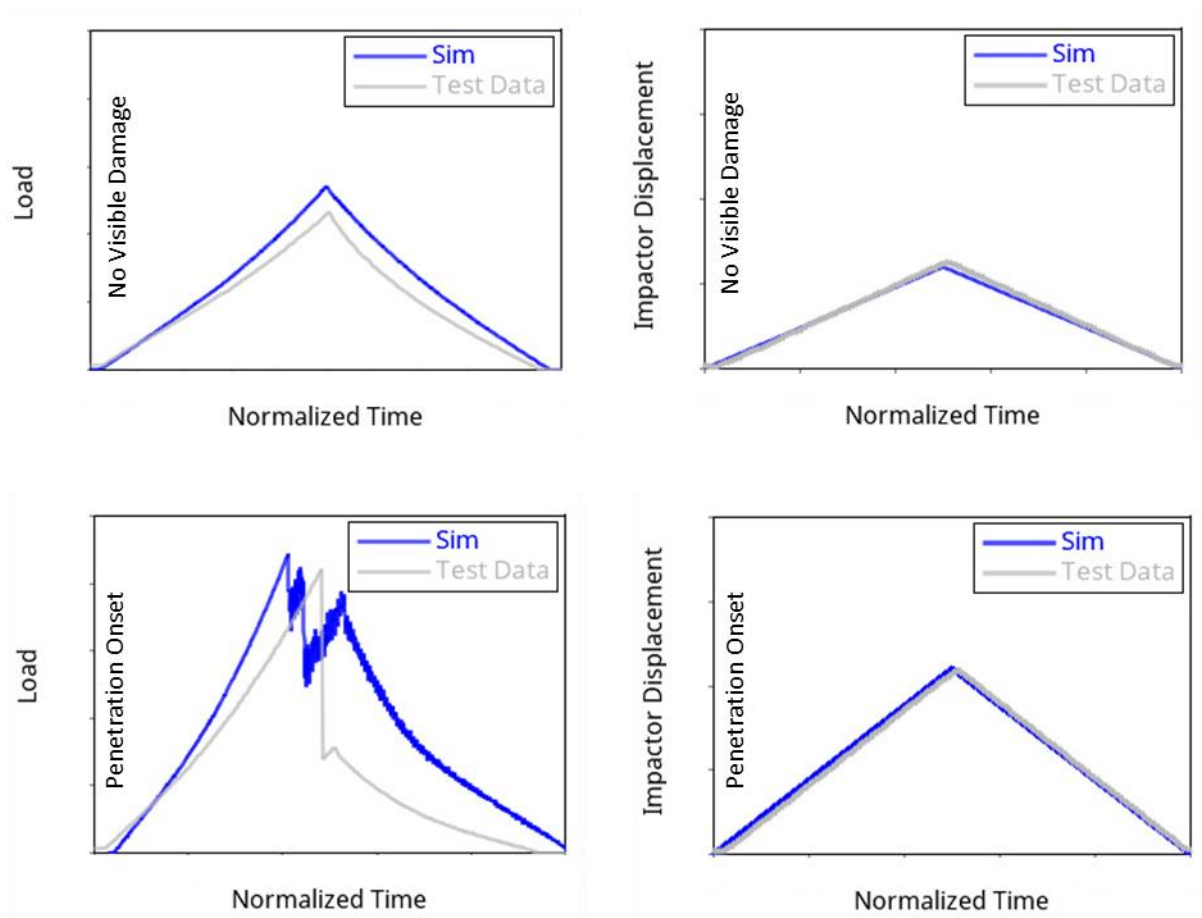 Load
No Visible Damage
Sim
Test Data
Normalized Time
Impactor Displacement
No Visible Damage
Sim
Test Data
Normalized Time
Load
Penetration Onset
Sim
Test Data
Normalized Time
Impactor Displacement
Penetration Onset
Sim
Test Data
Normalized Time